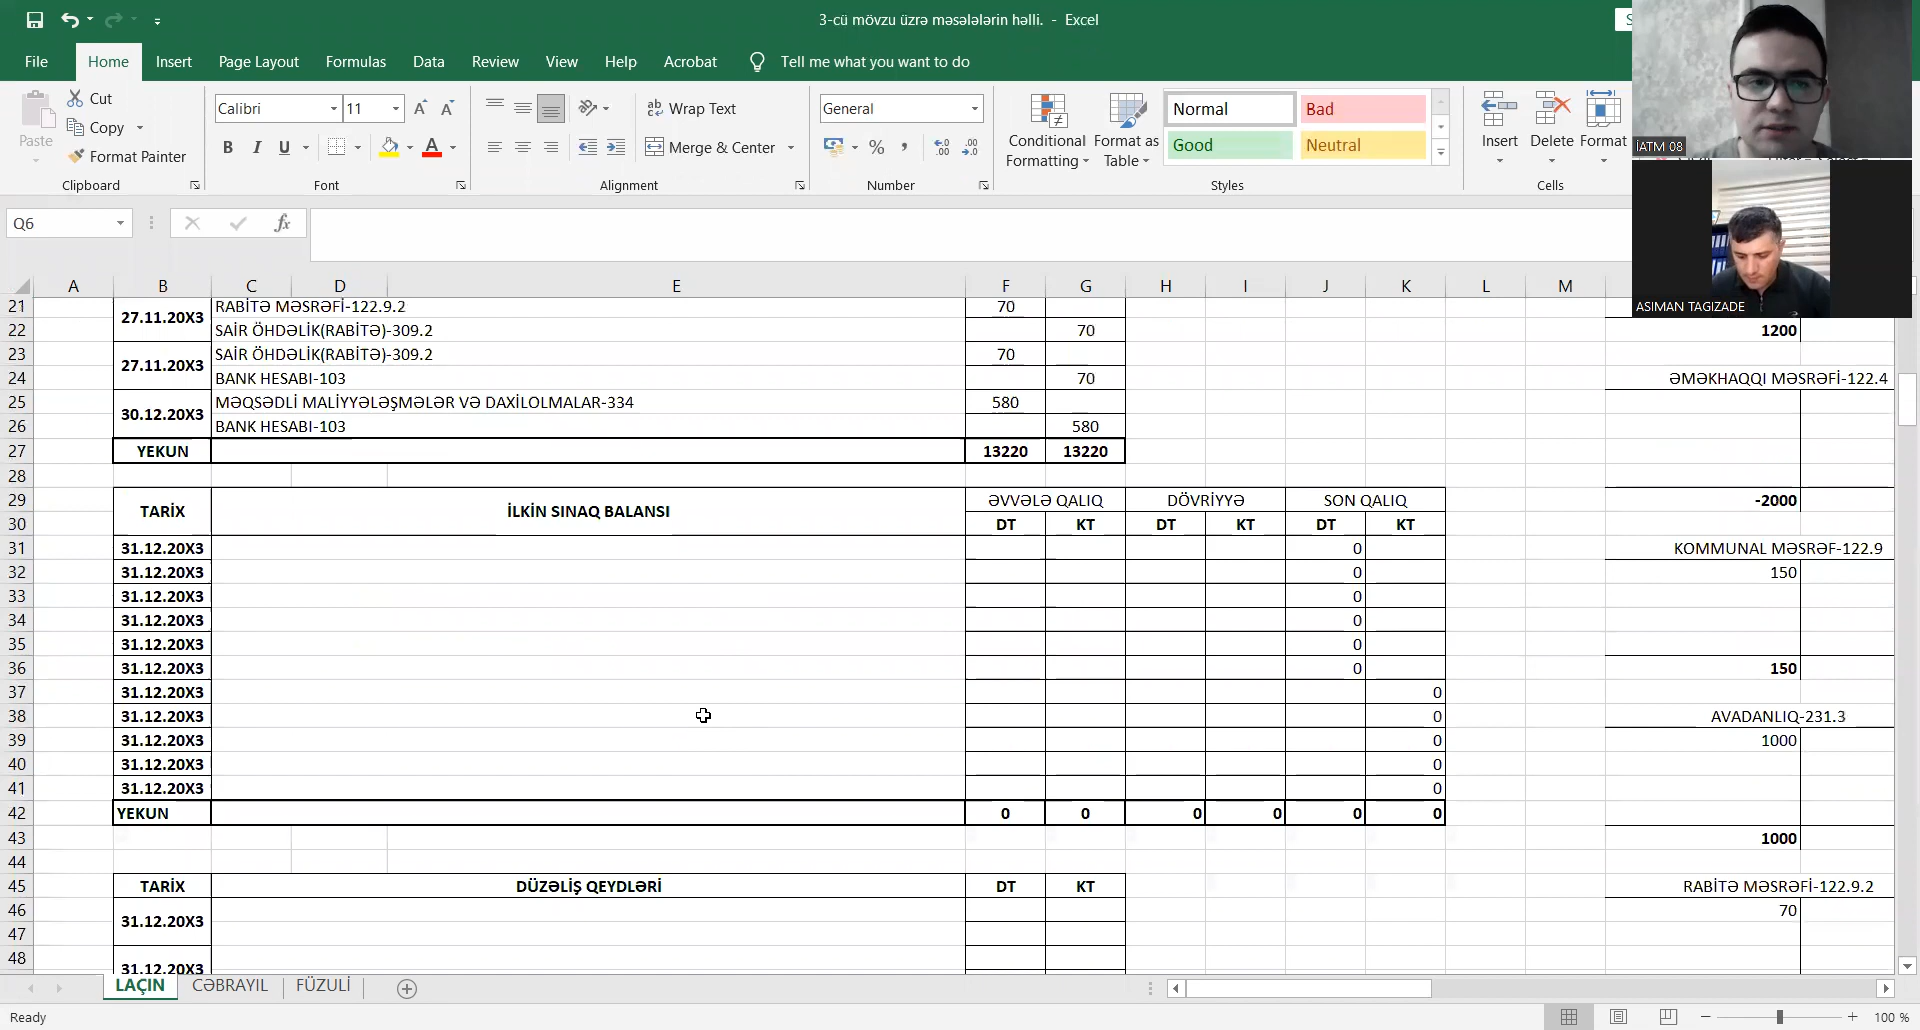 3-cü mövzu üzrə məsələlərin həlli. - Excel
S
File Home Insert Page Layout Formulas Data Review View Help Acrobat Tell me what you want to do
Cut
Copy
Format Painter
Paste
Clipboard
Calibri 11
B I U
Font
Wrap Text
Merge & Center
Alignment
General
Number
Conditional Formatting
Format as Table
Normal Bad
Good Neutral
Styles
Insert Delete Format
Cells
İATM 08
ASIMAN TAGIZADE
Q6 fx
A B C D E F G H I J K L M
21 27.11.20X3 RABİTƏ MƏSRƏFİ-122.9.2 70
22 SAİR ÖHDƏLİK(RABİTƏ)-309.2 70 1200
23 27.11.20X3 SAİR ÖHDƏLİK(RABİTƏ)-309.2 70
24 BANK HESABI-103 70 ƏMƏKHAQQI MƏSRƏFİ-122.4
25 30.12.20X3 MƏQSƏDLİ MALİYYƏLƏŞMƏLƏR VƏ DAXİLOLMALAR-334 580
26 BANK HESABI-103 580
27 YEKUN 13220 13220
28
29 TARİX İLKİN SINAQ BALANSI ƏVVƏLƏ QALIQ DÖVRİYYƏ SON QALIQ -2000
30 DT KT DT KT DT KT
31 31.12.20X3 0 KOMMUNAL MƏSRƏF-122.9
32 31.12.20X3 0 150
33 31.12.20X3 0
34 31.12.20X3 0
35 31.12.20X3 0
36 31.12.20X3 0 150
37 31.12.20X3 0
38 31.12.20X3 0 AVADANLIQ-231.3
39 31.12.20X3 0 1000
40 31.12.20X3 0
41 31.12.20X3 0
42 YEKUN 0 0 0 0 0 0
43 1000
44
45 TARİX DÜZƏLİŞ QEYDLƏRİ DT KT RABİTƏ MƏSRƏFİ-122.9.2
46 31.12.20X3 70
47
48 31.12.20X3
LAÇIN CƏBRAYIL FÜZULİ
Ready 100 %